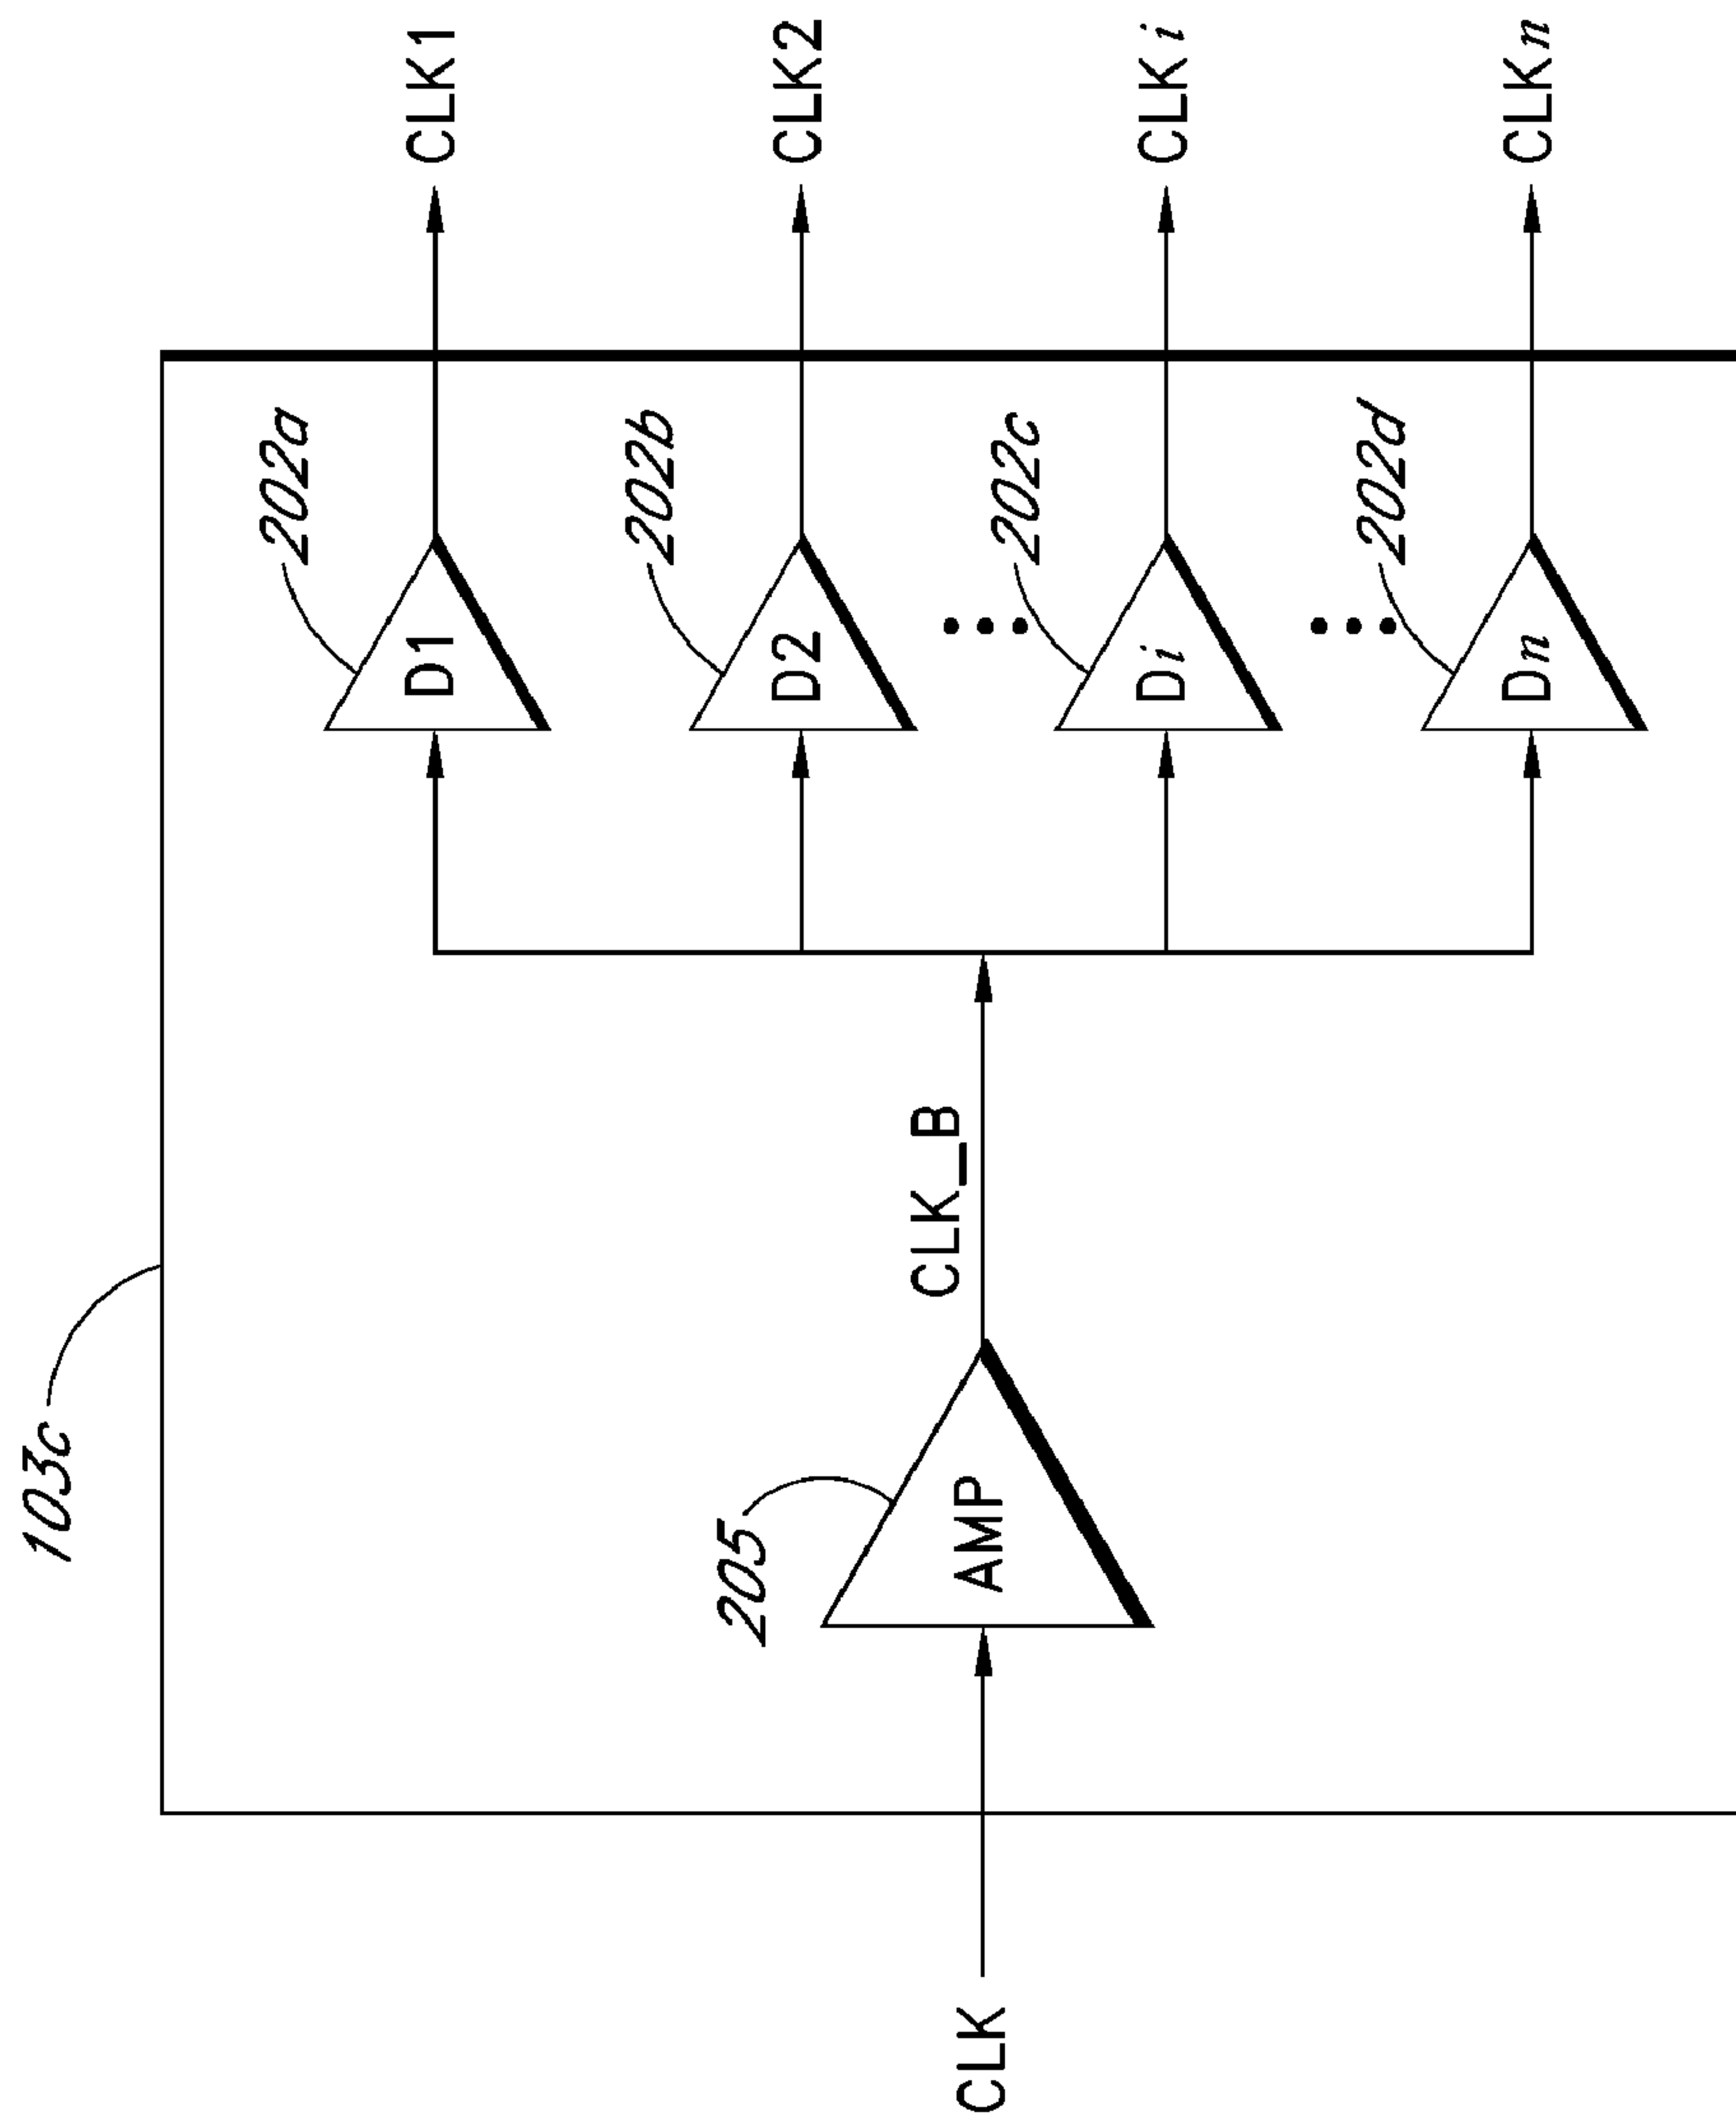 103c
CLK
205
AMP
CLK_B
202a
D1
CLK1
202b
D2
CLK2
202c
Di
CLKi
202d
Dn
CLKn